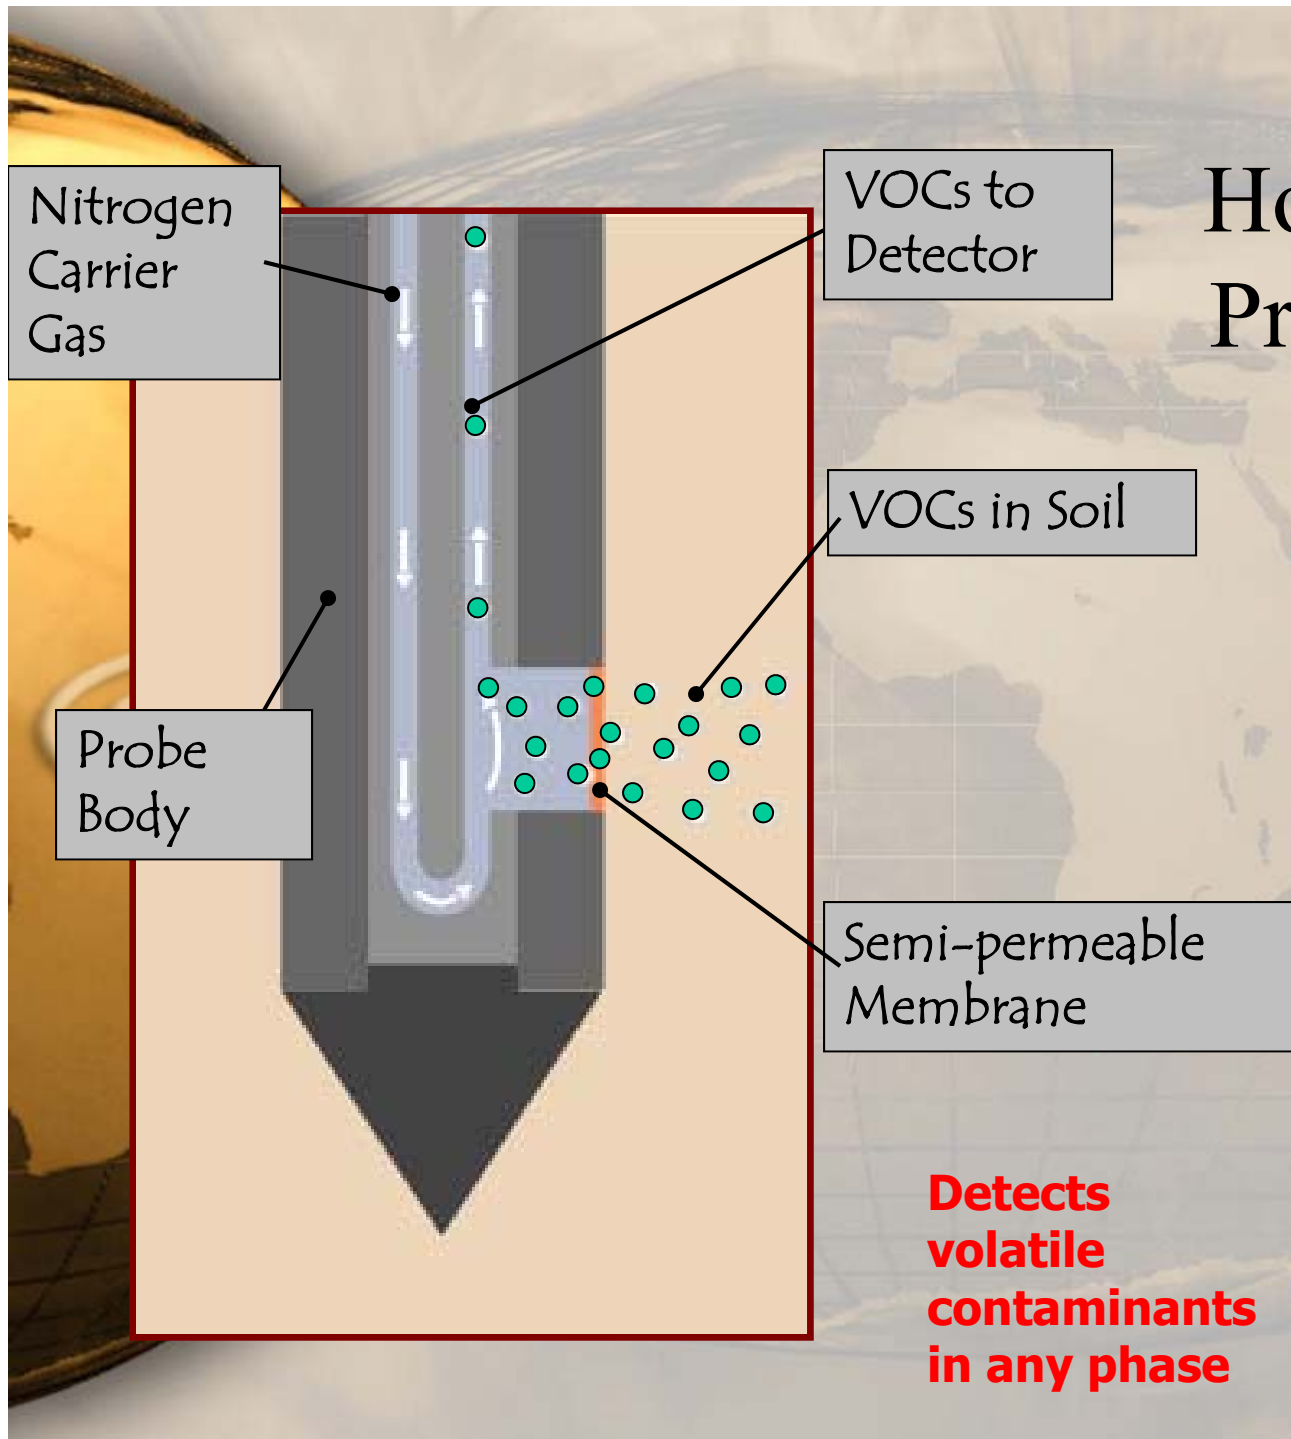 Nitrogen
Carrier
Gas
VOCs to
Detector
VOCs in Soil
Probe
Body
Semi-permeable
Membrane
Detects
volatile
contaminants
in any phase